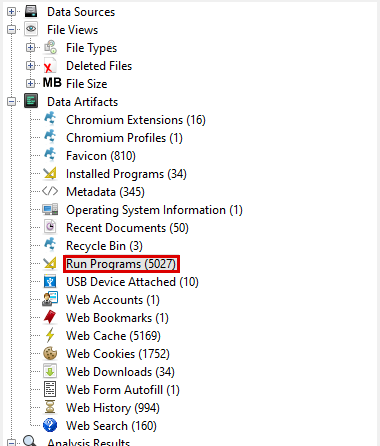 Data Sources
File Views
File Types
Deleted Files
MB File Size
Data Artifacts
Chromium Extensions (16)
Chromium Profiles (1)
Favicon (810)
Installed Programs (34)
Metadata (345)
Operating System Information (1)
Recent Documents (50)
Recycle Bin (3)
Run Programs (5027)
USB Device Attached (10)
Web Accounts (1)
Web Bookmarks (1)
Web Cache (5169)
Web Cookies (1752)
Web Downloads (34)
Web Form Autofill (1)
Web History (994)
Web Search (160)
Analysis Results